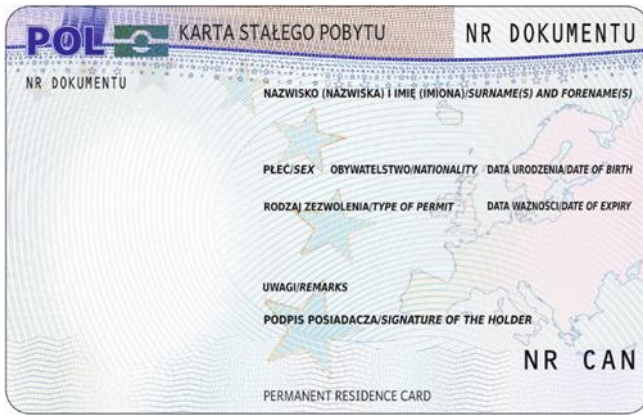 POL KARTA STAŁEGO POBYTU NR DOKUMENTU
NR DOKUMENTU
NAZWISKO (NAZWISKA) I IMIĘ (IMIONA)/SURNAME(S) AND FORENAME(S)
PŁEĆ/SEX OBYWATELSTWO/NATIONALITY DATA URODZENIA/DATE OF BIRTH
RODZAJ ZEZWOLENIA/TYPE OF PERMIT DATA WAŻNOŚCI/DATE OF EXPIRY
UWAGI/REMARKS
PODPIS POSIADACZA/SIGNATURE OF THE HOLDER
NR CAN
PERMANENT RESIDENCE CARD